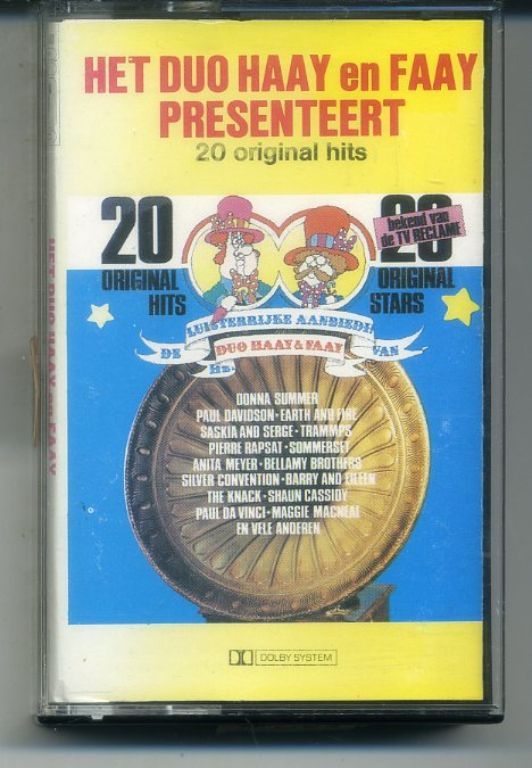 HET DUO HAAY en FAAY
PRESENTEERT
20 original hits
20
ORIGINAL
HITS
20
bekend van
de TV RECLAME
ORIGINAL
STARS
DE LUISTERRIJKE AANBIEDI VAN
HET
DUO HAAY & FAAY
DONNA SUMMER
PAUL DAVIDSON • EARTH AND FIRE
SASKIA AND SERGE • TRAMMPS
PIERRE RAPSAT • SOMMERSET
ANITA MEYER • BELLAMY BROTHERS
SILVER CONVENTION • BARRY AND EILEEN
THE KNACK • SHAUN CASSIDY
PAUL DA VINCI • MAGGIE MACNEAL
EN VELE ANDEREN
DOLBY SYSTEM
HET DUO HAAY en FAAY